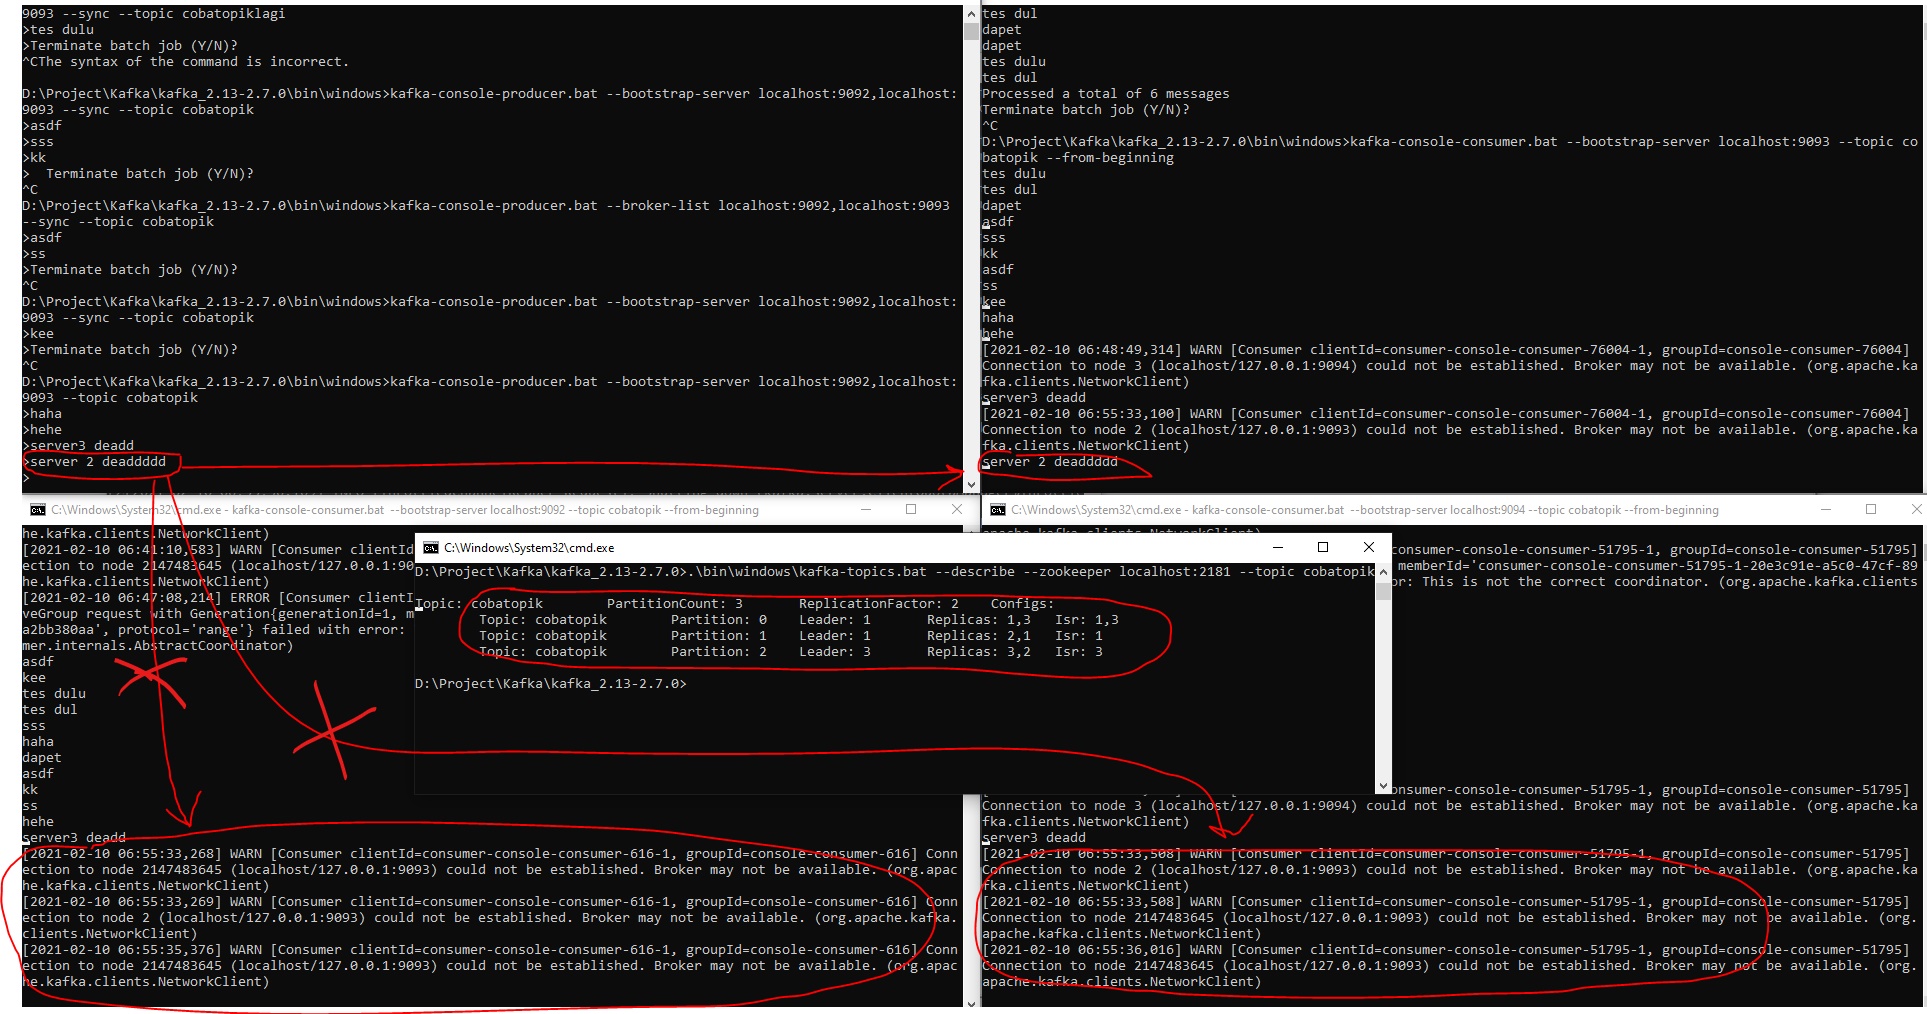 9093 --sync --topic cobatopiklagi
>tes dulu
>Terminate batch job (Y/N)?
^CThe syntax of the command is incorrect.
D:\Project\Kafka\kafka_2.13-2.7.0\bin\windows>kafka-console-producer.bat --bootstrap-server localhost:9092,localhost:
9093 --sync --topic cobatopik
>asdf
>sss
>kk
>  Terminate batch job (Y/N)?
^C
D:\Project\Kafka\kafka_2.13-2.7.0\bin\windows>kafka-console-producer.bat --broker-list localhost:9092,localhost:9093
--sync --topic cobatopik
>asdf
>ss
>Terminate batch job (Y/N)?
^C
D:\Project\Kafka\kafka_2.13-2.7.0\bin\windows>kafka-console-producer.bat --bootstrap-server localhost:9092,localhost:
9093 --sync --topic cobatopik
>kee
>Terminate batch job (Y/N)?
^C
D:\Project\Kafka\kafka_2.13-2.7.0\bin\windows>kafka-console-producer.bat --bootstrap-server localhost:9092,localhost:
9093 --topic cobatopik
>haha
>hehe
>server3 deadd
>server 2 deaddddd
>
tes dul
dapet
dapet
tes dulu
tes dul
Processed a total of 6 messages
Terminate batch job (Y/N)?
^C
D:\Project\Kafka\kafka_2.13-2.7.0\bin\windows>kafka-console-consumer.bat --bootstrap-server localhost:9093 --topic co
batopik --from-beginning
tes dulu
tes dul
dapet
asdf
sss
kk
asdf
ss
kee
haha
hehe
[2021-02-10 06:48:49,314] WARN [Consumer clientId=consumer-console-consumer-76004-1, groupId=console-consumer-76004]
Connection to node 3 (localhost/127.0.0.1:9094) could not be established. Broker may not be available. (org.apache.ka
fka.clients.NetworkClient)
server3 deadd
[2021-02-10 06:55:33,100] WARN [Consumer clientId=consumer-console-consumer-76004-1, groupId=console-consumer-76004]
Connection to node 2 (localhost/127.0.0.1:9093) could not be established. Broker may not be available. (org.apache.ka
fka.clients.NetworkClient)
server 2 deaddddd
C:\Windows\System32\cmd.exe - kafka-console-consumer.bat  --bootstrap-server localhost:9092 --topic cobatopik --from-beginning
he.kafka.clients.NetworkClient)
[2021-02-10 06:41:10,583] WARN [Consumer clientId
ection to node 2147483645 (localhost/127.0.0.1:90
he.kafka.clients.NetworkClient)
[2021-02-10 06:47:08,214] ERROR [Consumer clientI
veGroup request with Generation{generationId=1, m
a2bb380aa', protocol='range'} failed with error:
mer.internals.AbstractCoordinator)
asdf
kee
tes dulu
tes dul
sss
haha
dapet
asdf
kk
ss
hehe
server3 deadd
[2021-02-10 06:55:33,268] WARN [Consumer clientId=consumer-console-consumer-616-1, groupId=console-consumer-616] Conn
ection to node 2147483645 (localhost/127.0.0.1:9093) could not be established. Broker may not be available. (org.apac
he.kafka.clients.NetworkClient)
[2021-02-10 06:55:33,269] WARN [Consumer clientId=consumer-console-consumer-616-1, groupId=console-consumer-616] Conn
ection to node 2 (localhost/127.0.0.1:9093) could not be established. Broker may not be available. (org.apache.kafka.
clients.NetworkClient)
[2021-02-10 06:55:35,376] WARN [Consumer clientId=consumer-console-consumer-616-1, groupId=console-consumer-616] Conn
ection to node 2147483645 (localhost/127.0.0.1:9093) could not be established. Broker may not be available. (org.apac
he.kafka.clients.NetworkClient)
C:\Windows\System32\cmd.exe
D:\Project\Kafka\kafka_2.13-2.7.0>.\bin\windows\kafka-topics.bat --describe --zookeeper localhost:2181 --topic cobatopik
Topic: cobatopik        PartitionCount: 3       ReplicationFactor: 2    Configs:
Topic: cobatopik        Partition: 0    Leader: 1       Replicas: 1,3   Isr: 1,3
Topic: cobatopik        Partition: 1    Leader: 1       Replicas: 2,1   Isr: 1
Topic: cobatopik        Partition: 2    Leader: 3       Replicas: 3,2   Isr: 3
D:\Project\Kafka\kafka_2.13-2.7.0>
C:\Windows\System32\cmd.exe - kafka-console-consumer.bat  --bootstrap-server localhost:9094 --topic cobatopik --from-beginning
apache.kafka.clients.NetworkClient)
consumer-console-consumer-51795-1, groupId=console-consumer-51795]
memberId='consumer-console-consumer-51795-1-20e3c91e-a5c0-47cf-89
or: This is not the correct coordinator. (org.apache.kafka.clients
onsumer-console-consumer-51795-1, groupId=console-consumer-51795]
Connection to node 3 (localhost/127.0.0.1:9094) could not be established. Broker may not be available. (org.apache.ka
fka.clients.NetworkClient)
server3 deadd
[2021-02-10 06:55:33,508] WARN [Consumer clientId=consumer-console-consumer-51795-1, groupId=console-consumer-51795]
Connection to node 2 (localhost/127.0.0.1:9093) could not be established. Broker may not be available. (org.apache.ka
fka.clients.NetworkClient)
[2021-02-10 06:55:33,508] WARN [Consumer clientId=consumer-console-consumer-51795-1, groupId=console-consumer-51795]
Connection to node 2147483645 (localhost/127.0.0.1:9093) could not be established. Broker may not be available. (org.
apache.kafka.clients.NetworkClient)
[2021-02-10 06:55:36,016] WARN [Consumer clientId=consumer-console-consumer-51795-1, groupId=console-consumer-51795]
Connection to node 2147483645 (localhost/127.0.0.1:9093) could not be established. Broker may not be available. (org.
apache.kafka.clients.NetworkClient)